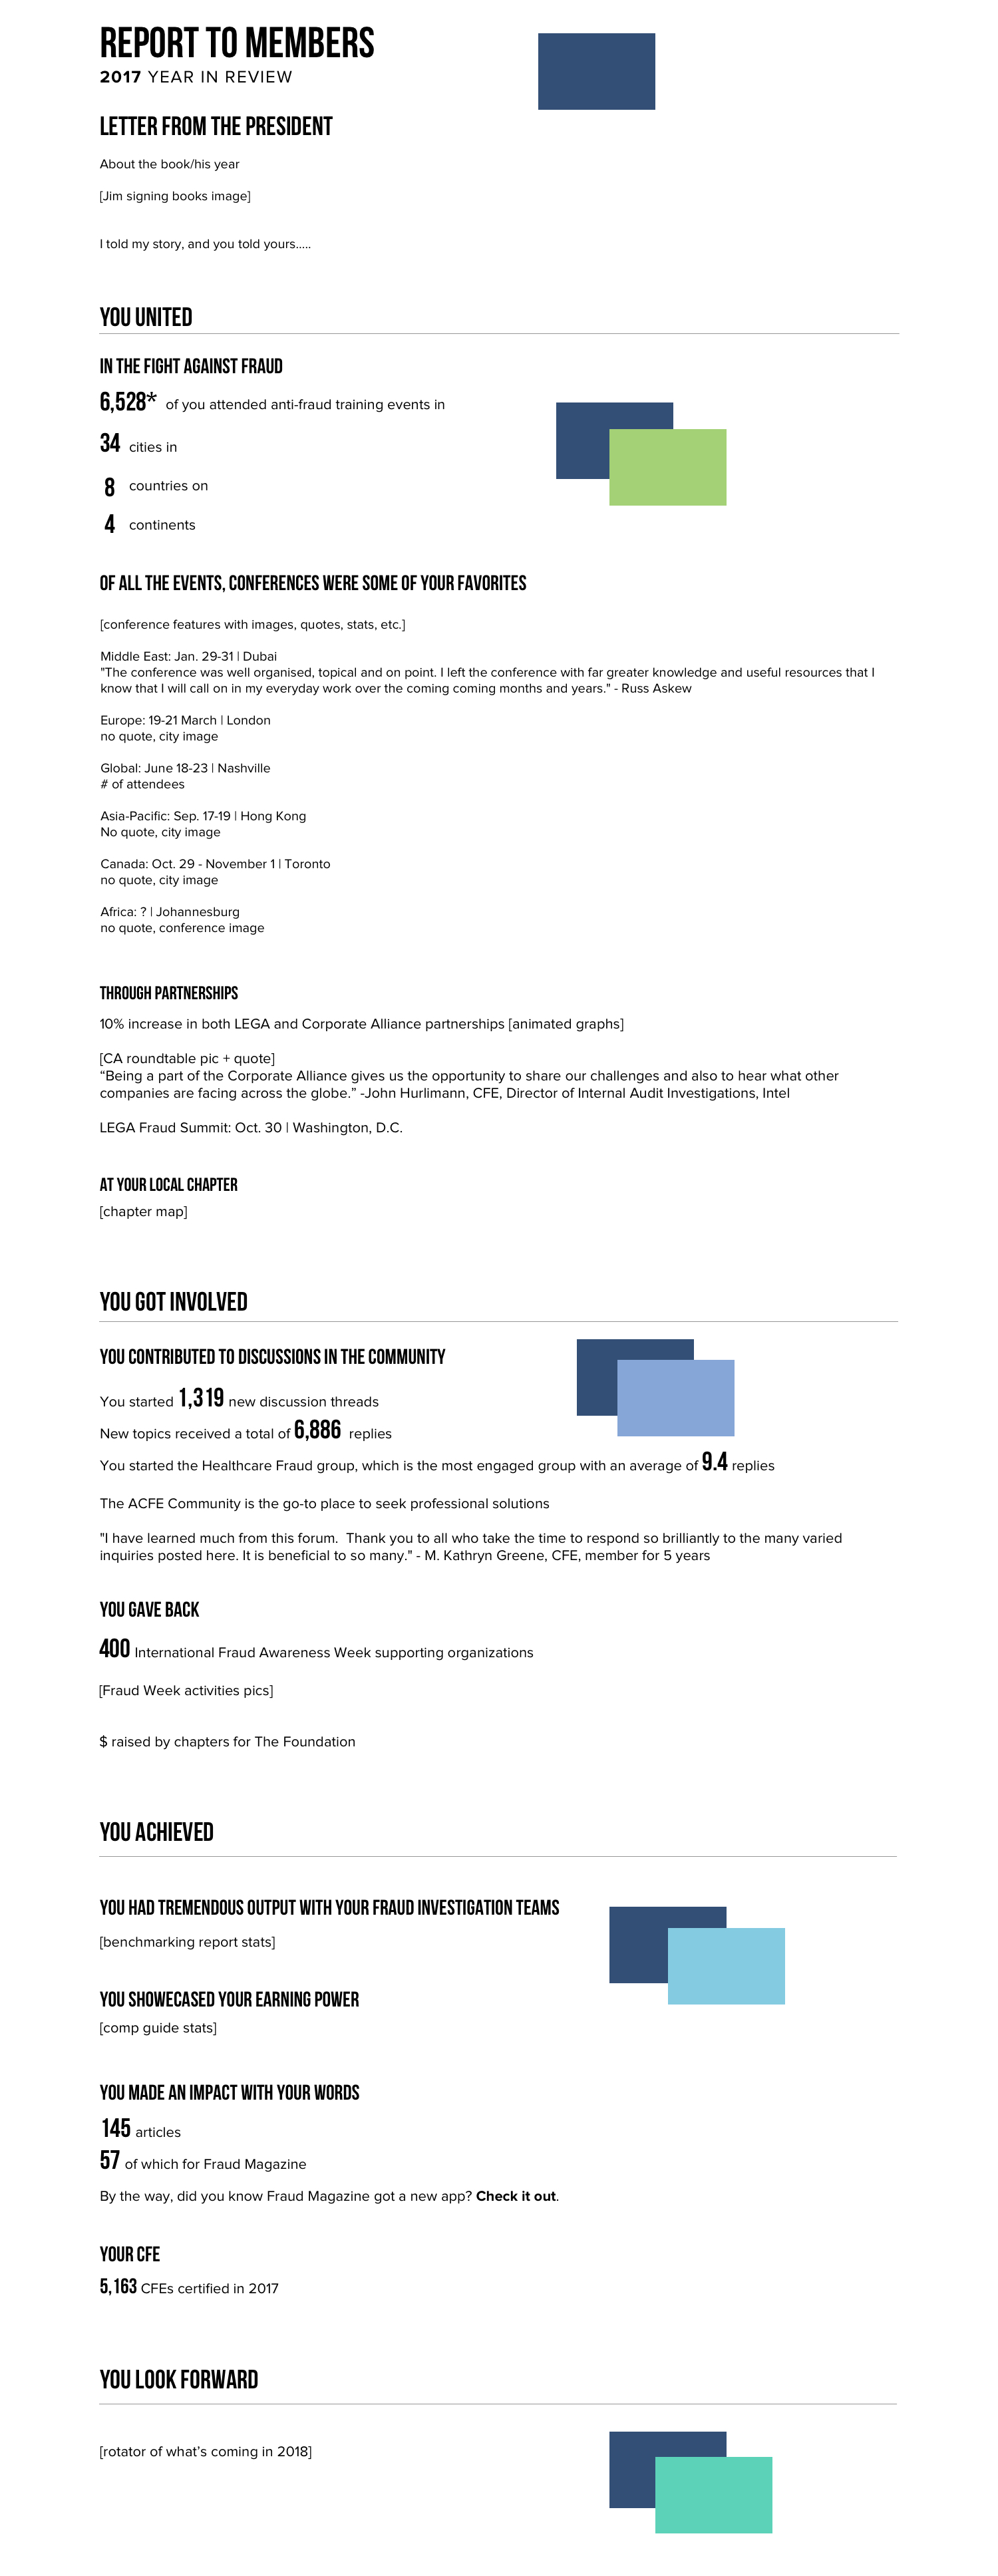 REPORT TO MEMBERS
2017 YEAR IN REVIEW
LETTER FROM THE PRESIDENT
About the book/his year
[Jim signing books image]
I told my story, and you told yours.....
YOU UNITED
IN THE FIGHT AGAINST FRAUD
6,528* of you attended anti-fraud training events in
34 cities in
8 countries on
4 continents
OF ALL THE EVENTS, CONFERENCES WERE SOME OF YOUR FAVORITES
[conference features with images, quotes, stats, etc.]
Middle East: Jan. 29-31 | Dubai
"The conference was well organised, topical and on point. I left the conference with far greater knowledge and useful resources that I
know that I will call on in my everyday work over the coming coming months and years." - Russ Askew
Europe: 19-21 March | London
no quote, city image
Global: June 18-23 | Nashville
# of attendees
Asia-Pacific: Sep. 17-19 | Hong Kong
No quote, city image
Canada: Oct. 29 - November 1 | Toronto
no quote, city image
Africa: ? | Johannesburg
no quote, conference image
THROUGH PARTNERSHIPS
10% increase in both LEGA and Corporate Alliance partnerships [animated graphs]
[CA roundtable pic + quote]
“Being a part of the Corporate Alliance gives us the opportunity to share our challenges and also to hear what other
companies are facing across the globe.” -John Hurlimann, CFE, Director of Internal Audit Investigations, Intel
LEGA Fraud Summit: Oct. 30 | Washington, D.C.
AT YOUR LOCAL CHAPTER
[chapter map]
YOU GOT INVOLVED
YOU CONTRIBUTED TO DISCUSSIONS IN THE COMMUNITY
You started 1,319 new discussion threads
New topics received a total of 6,886 replies
You started the Healthcare Fraud group, which is the most engaged group with an average of 9.4 replies
The ACFE Community is the go-to place to seek professional solutions
"I have learned much from this forum.  Thank you to all who take the time to respond so brilliantly to the many varied
inquiries posted here. It is beneficial to so many." - M. Kathryn Greene, CFE, member for 5 years
YOU GAVE BACK
400 International Fraud Awareness Week supporting organizations
[Fraud Week activities pics]
$ raised by chapters for The Foundation
YOU ACHIEVED
YOU HAD TREMENDOUS OUTPUT WITH YOUR FRAUD INVESTIGATION TEAMS
[benchmarking report stats]
YOU SHOWECASED YOUR EARNING POWER
[comp guide stats]
YOU MADE AN IMPACT WITH YOUR WORDS
145 articles
57 of which for Fraud Magazine
By the way, did you know Fraud Magazine got a new app? Check it out.
YOUR CFE
5,163 CFEs certified in 2017
YOU LOOK FORWARD
[rotator of what's coming in 2018]